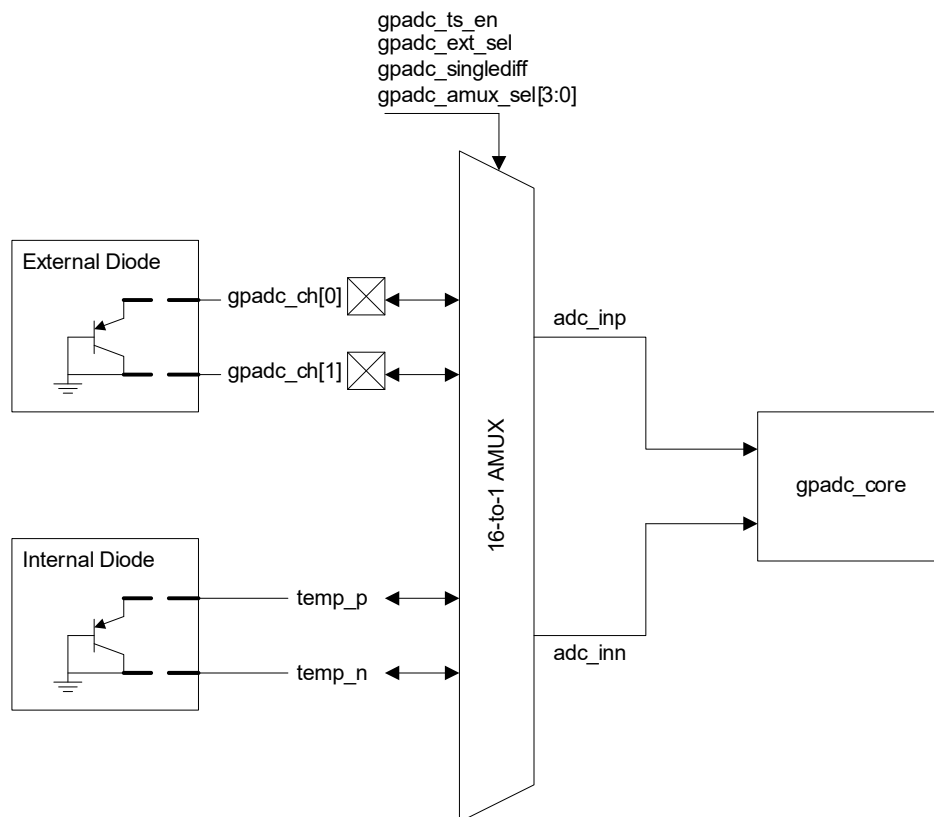 gpadc_ts_en
gpadc_ext_sel
gpadc_singlediff
gpadc_amux_sel[3:0]
External Diode
gpadc_ch[0]
gpadc_ch[1]
adc_inp
16-to-1 AMUX
gpadc_core
Internal Diode
temp_p
temp_n
adc_inn